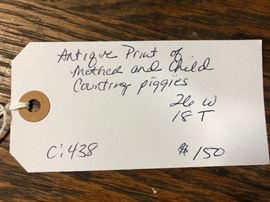 Antique Print of
Mother and Child
Counting piggies
26 W
18 T
C:438
$150